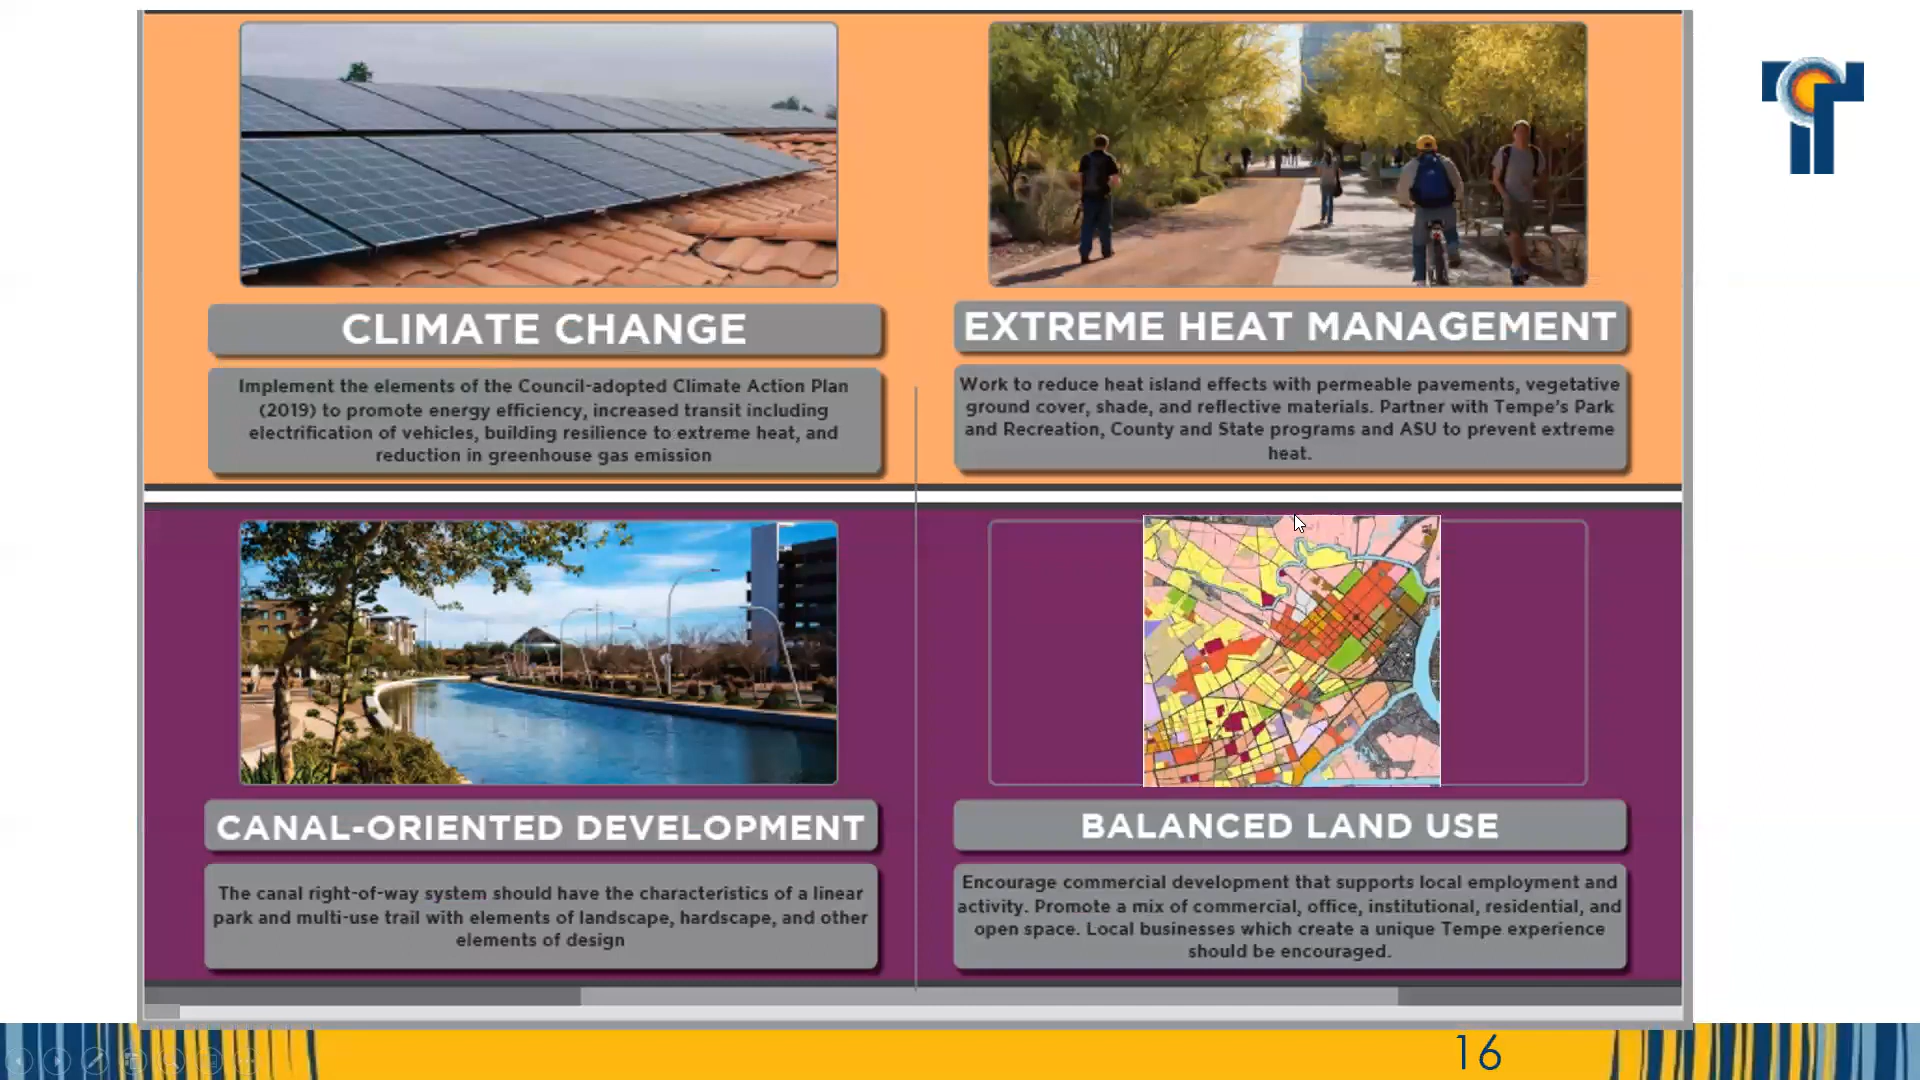 CLIMATE CHANGE
Implement the elements of the Council-adopted Climate Action Plan
(2019) to promote energy efficiency, increased transit including
electrification of vehicles, building resilience to extreme heat, and
reduction in greenhouse gas emission
EXTREME HEAT MANAGEMENT
Work to reduce heat island effects with permeable pavements, vegetative
ground cover, shade, and reflective materials. Partner with Tempe's Park
and Recreation, County and State programs and ASU to prevent extreme
heat.
CANAL-ORIENTED DEVELOPMENT
The canal right-of-way system should have the characteristics of a linear
park and multi-use trail with elements of landscape, hardscape, and other
elements of design
BALANCED LAND USE
Encourage commercial development that supports local employment and
activity. Promote a mix of commercial, office, institutional, residential, and
open space. Local businesses which create a unique Tempe experience
should be encouraged.
16